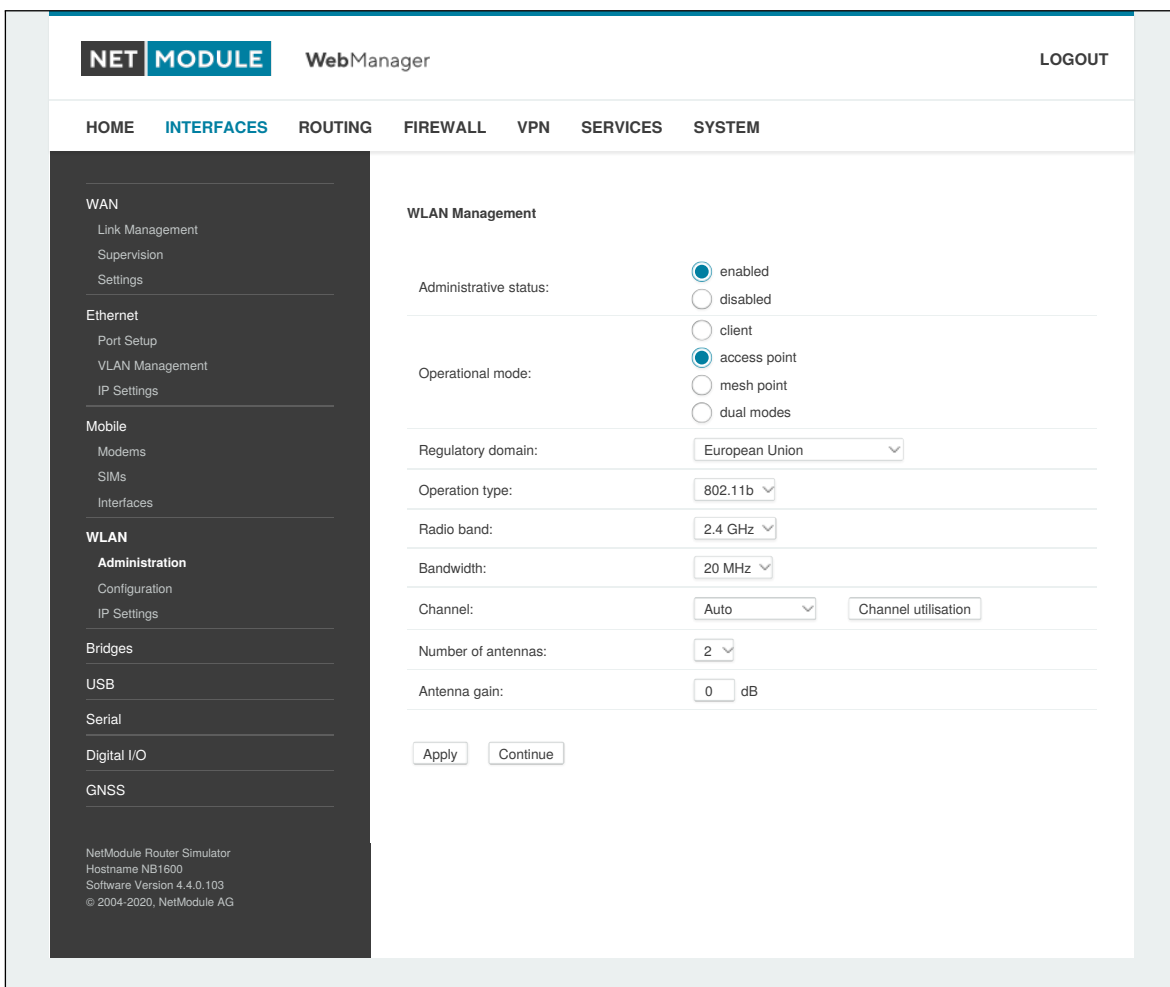 NET MODULE WebManager LOGOUT
HOME INTERFACES ROUTING FIREWALL VPN SERVICES SYSTEM
WAN
Link Management
Supervision
Settings
Ethernet
Port Setup
VLAN Management
IP Settings
Mobile
Modems
SIMs
Interfaces
WLAN
Administration
Configuration
IP Settings
Bridges
USB
Serial
Digital I/O
GNSS
NetModule Router Simulator
Hostname NB1600
Software Version 4.4.0.103
© 2004-2020, NetModule AG
WLAN Management
Administrative status:
enabled
disabled
Operational mode:
client
access point
mesh point
dual modes
Regulatory domain: European Union
Operation type: 802.11b
Radio band: 2.4 GHz
Bandwidth: 20 MHz
Channel: Auto Channel utilisation
Number of antennas: 2
Antenna gain: 0 dB
Apply Continue